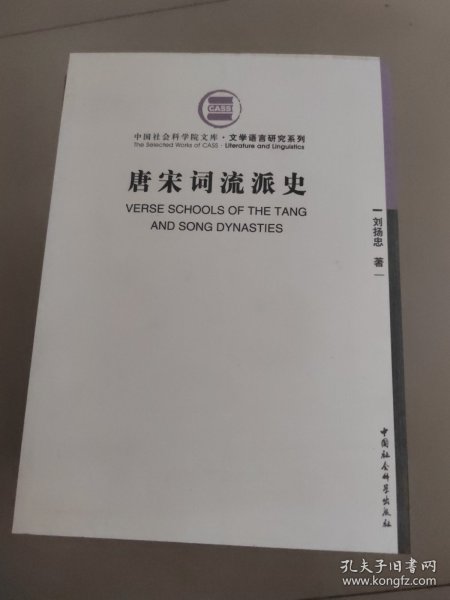 CASS
中国社会科学院文库·文学语言研究系列
The Selected Works of CASS · Literature and Linguistics
唐宋词流派史
VERSE SCHOOLS OF THE TANG
AND SONG DYNASTIES
刘扬忠 著
中国社会科学出版社
孔夫子旧书网
www.kongfz.com